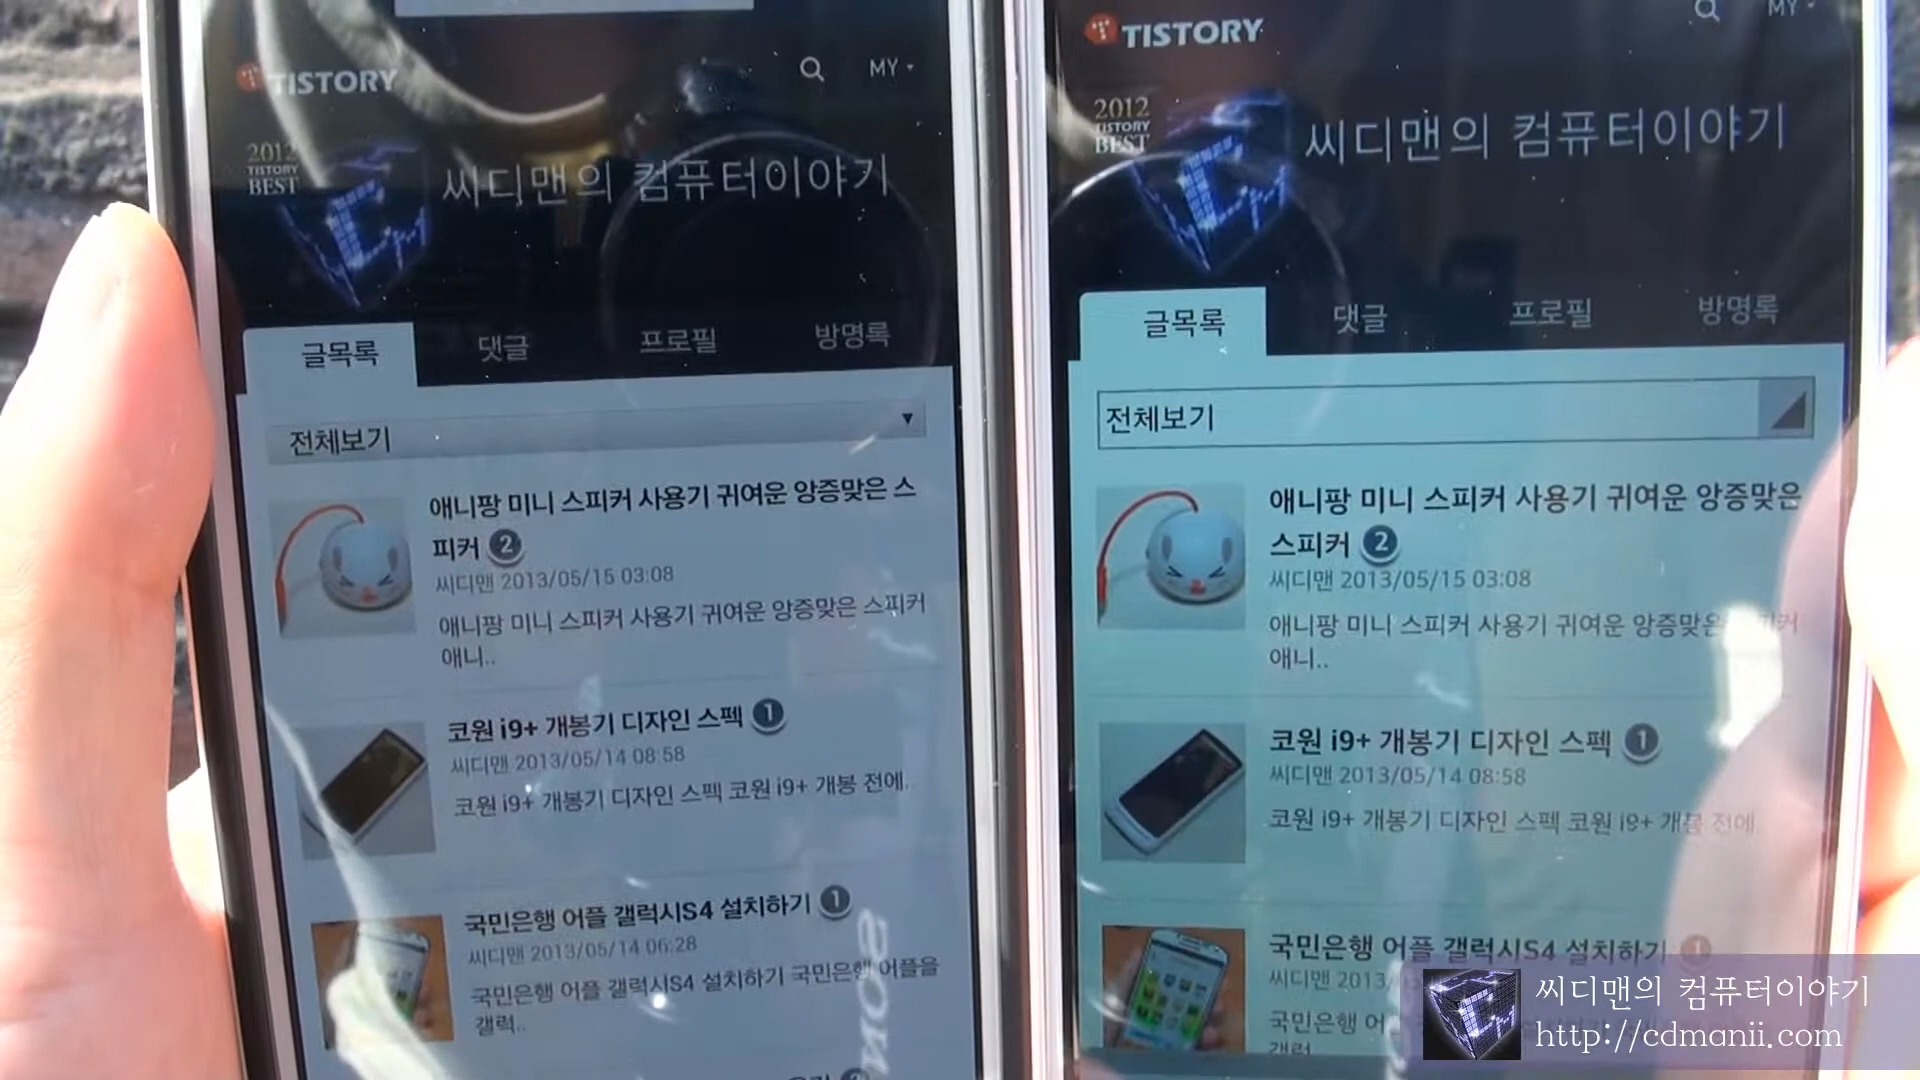 TISTORY
MY
2012
TISTORY
BEST
씨디맨의 컴퓨터이야기
글목록 댓글 프로필 방명록
전체보기
애니팡 미니 스피커 사용기 귀여운 앙증맞은 스
피커 2
씨디맨 2013/05/15 03:08
애니팡 미니 스피커 사용기 귀여운 앙증맞은 스피커
애니..
코원 i9+ 개봉기 디자인 스펙 1
씨디맨 2013/05/14 08:58
코원 i9+ 개봉기 디자인 스펙 코원 i9+ 개봉 전에..
국민은행 어플 갤럭시S4 설치하기 1
씨디맨 2013/05/14 06:28
국민은행 어플 갤럭시S4 설치하기 국민은행 어플을
갤럭..
TISTORY
MY
2012
TISTORY
BEST
씨디맨의 컴퓨터이야기
글목록 댓글 프로필 방명록
전체보기
애니팡 미니 스피커 사용기 귀여운 앙증맞은
스피커 2
씨디맨 2013/05/15 03:08
애니팡 미니 스피커 사용기 귀여운 앙증맞은 스피커
애니..
코원 i9+ 개봉기 디자인 스펙 1
씨디맨 2013/05/14 08:58
코원 i9+ 개봉기 디자인 스펙 코원 i9+ 개봉 전에..
국민은행 어플 갤럭시S4 설치하기 1
씨디맨 2013
국민은행
갤럭
씨디맨의 컴퓨터이야기
http://cdmanii.com